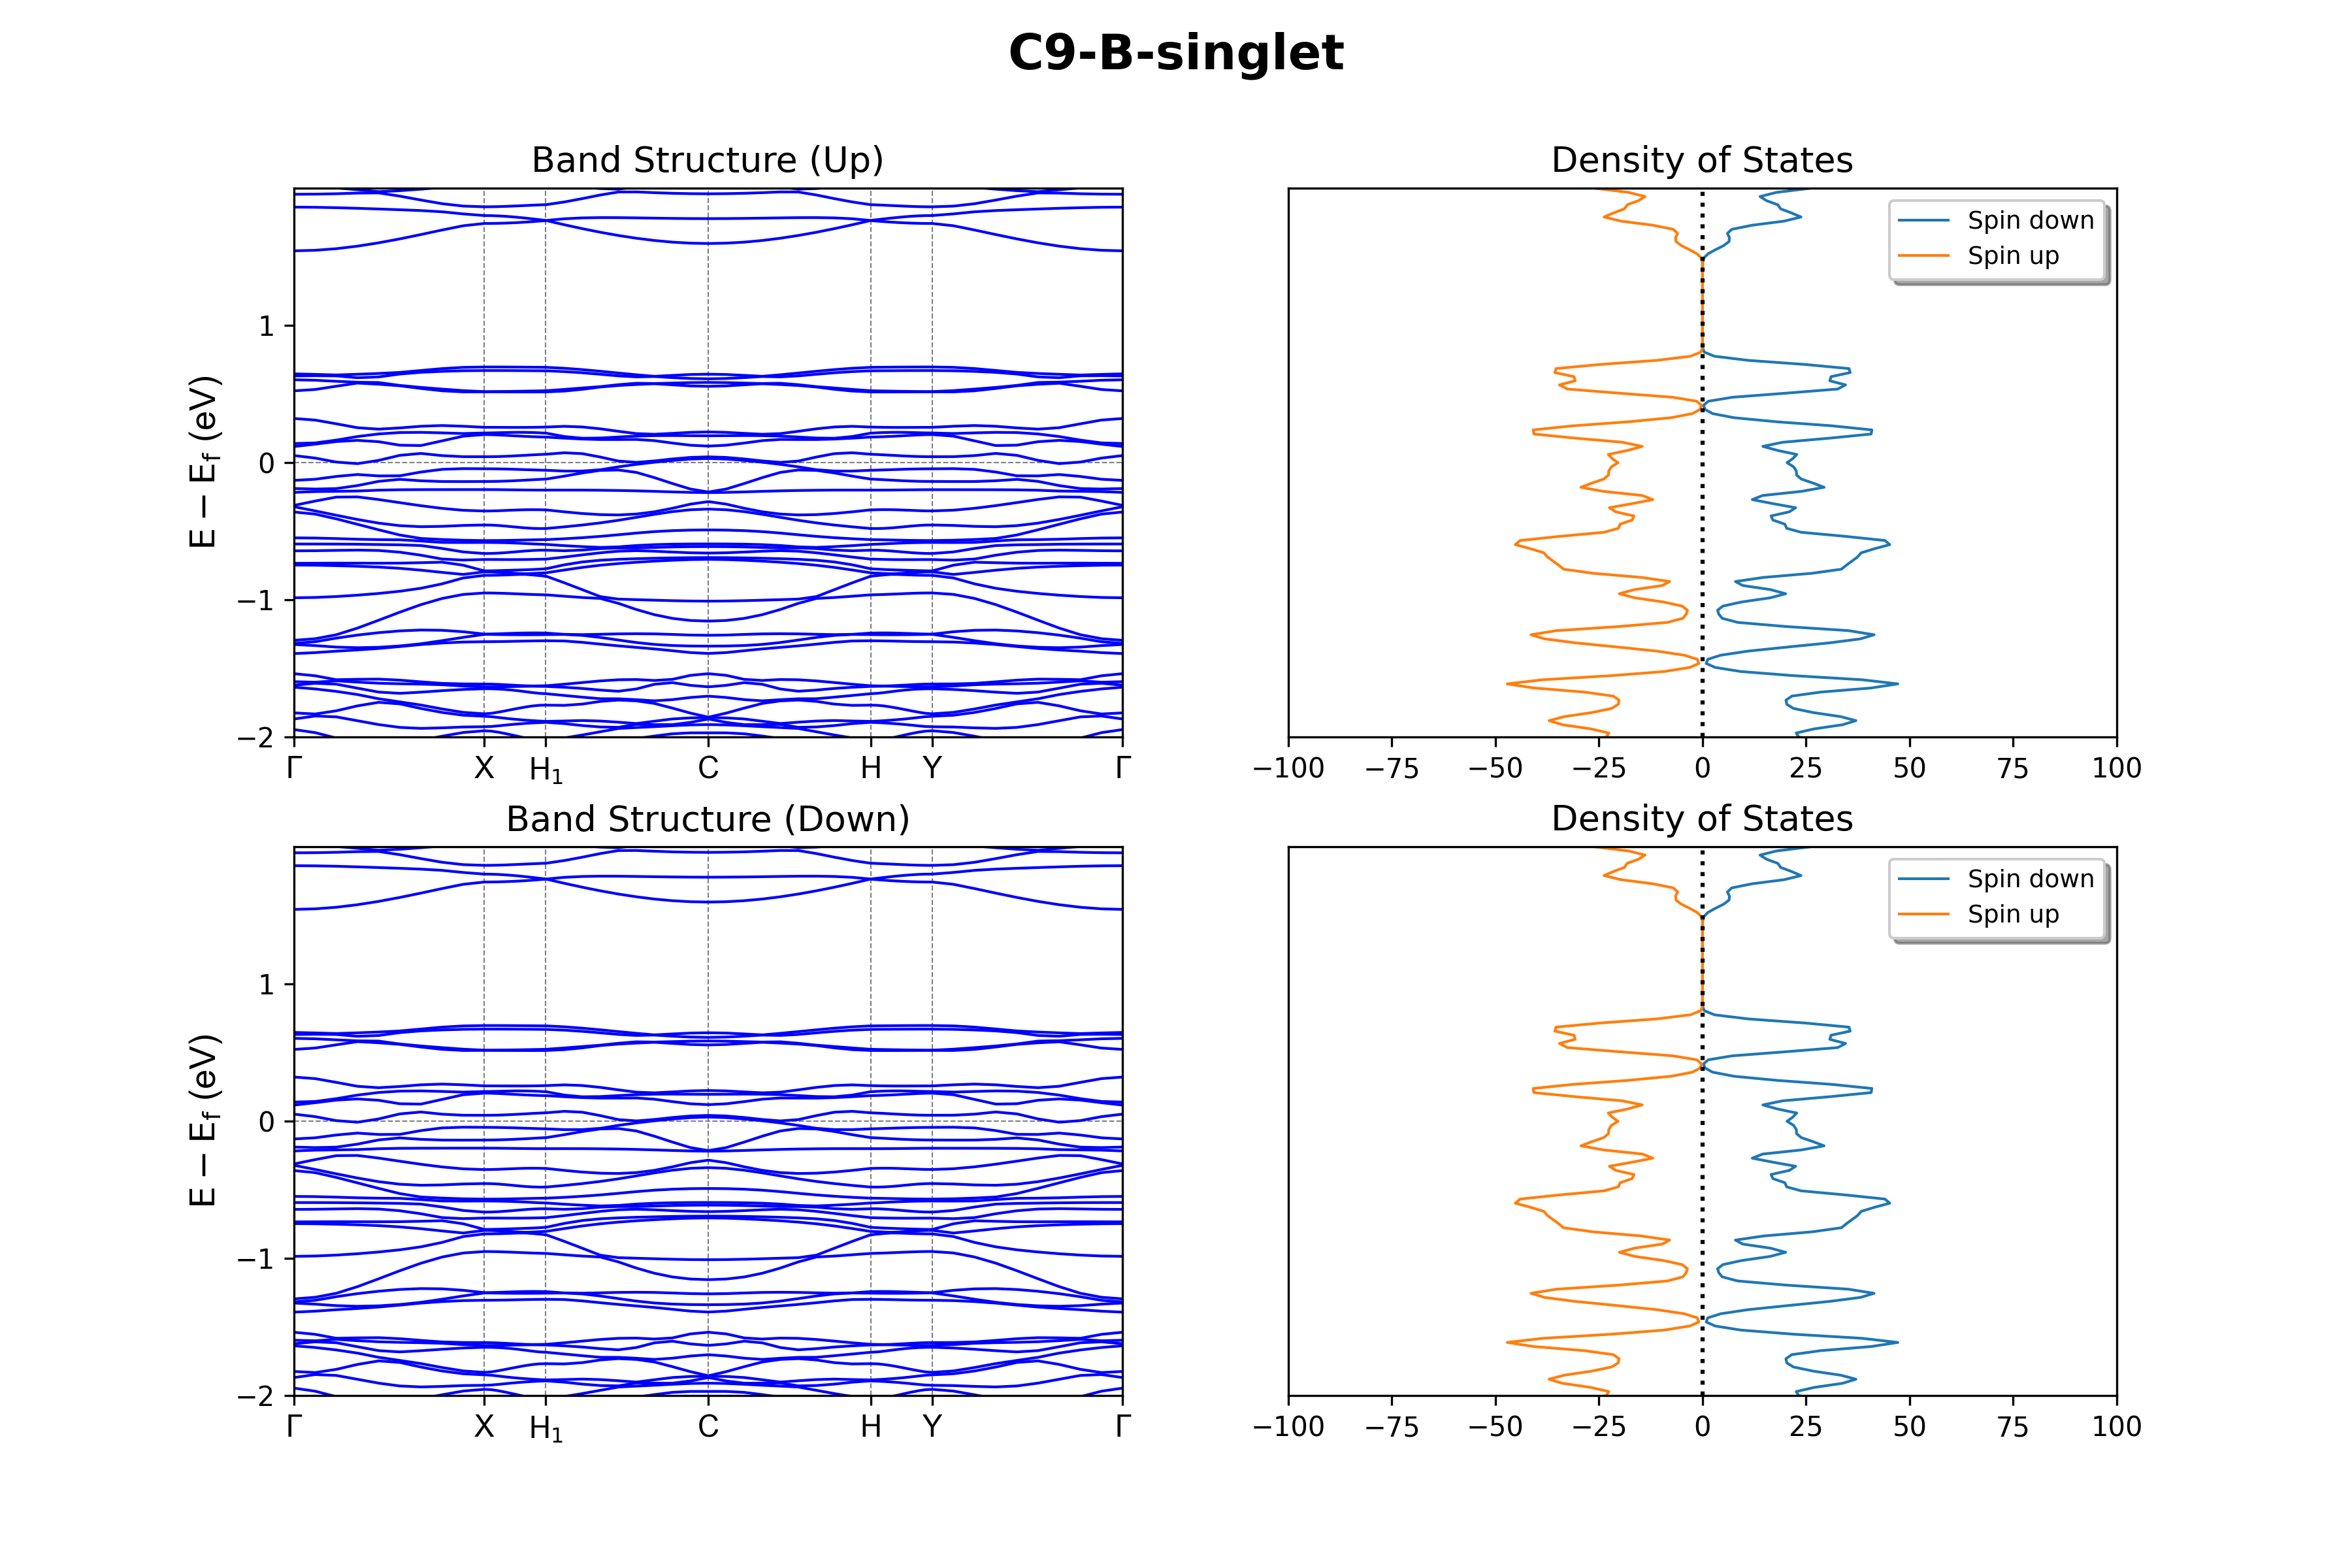 C9-B-singlet
Band Structure (Up)
Density of States
E − E_f (eV)
1
0
−1
−2
Γ X H₁ C H Y Γ
Spin down
Spin up
−100 −75 −50 −25 0 25 50 75 100
Band Structure (Down)
Density of States
E − E_f (eV)
1
0
−1
−2
Γ X H₁ C H Y Γ
Spin down
Spin up
−100 −75 −50 −25 0 25 50 75 100